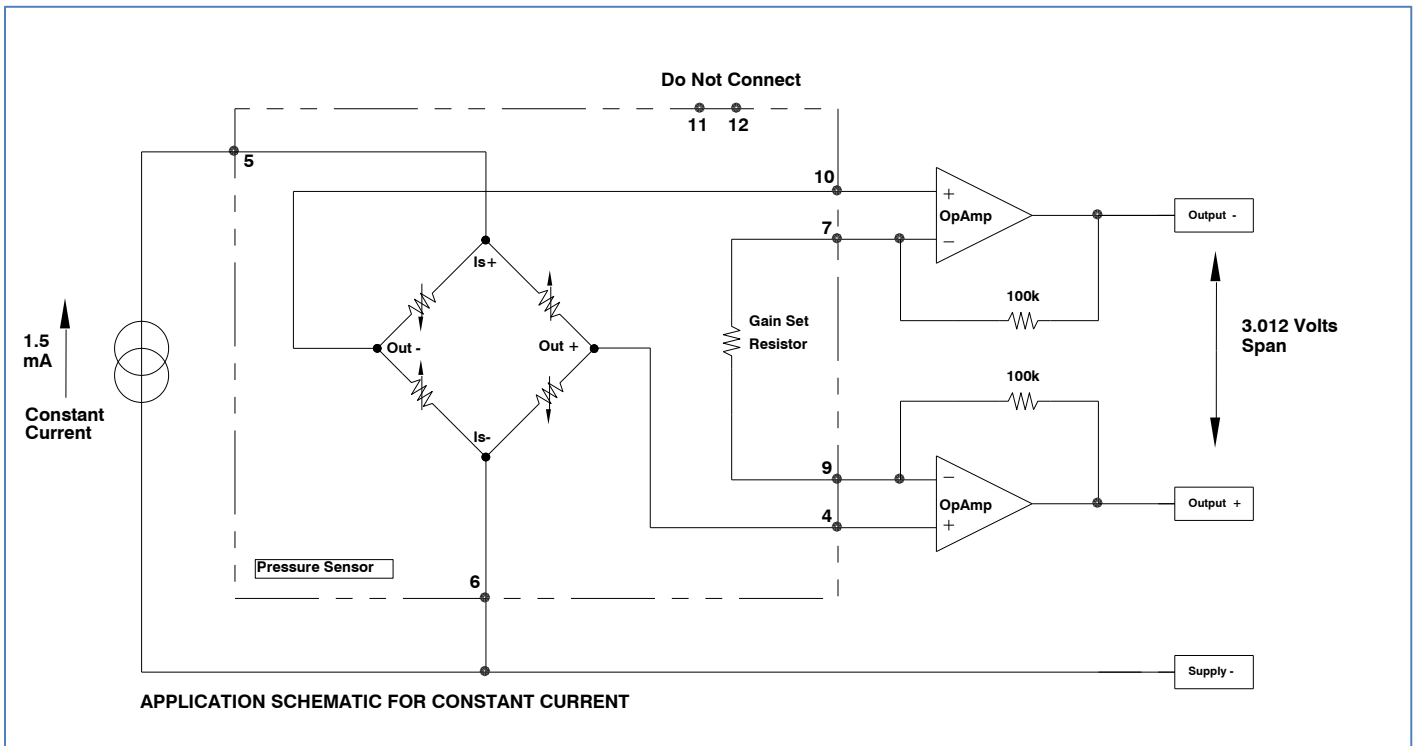 Do Not Connect
11 12
5
10
+
OpAmp
−
Output -
7
Is+
100k
Gain Set
Resistor
1.5
mA
Constant
Current
Out -
Out +
3.012 Volts
Span
100k
Is-
9
−
OpAmp
+
Output +
4
Pressure Sensor
6
Supply -
APPLICATION SCHEMATIC FOR CONSTANT CURRENT